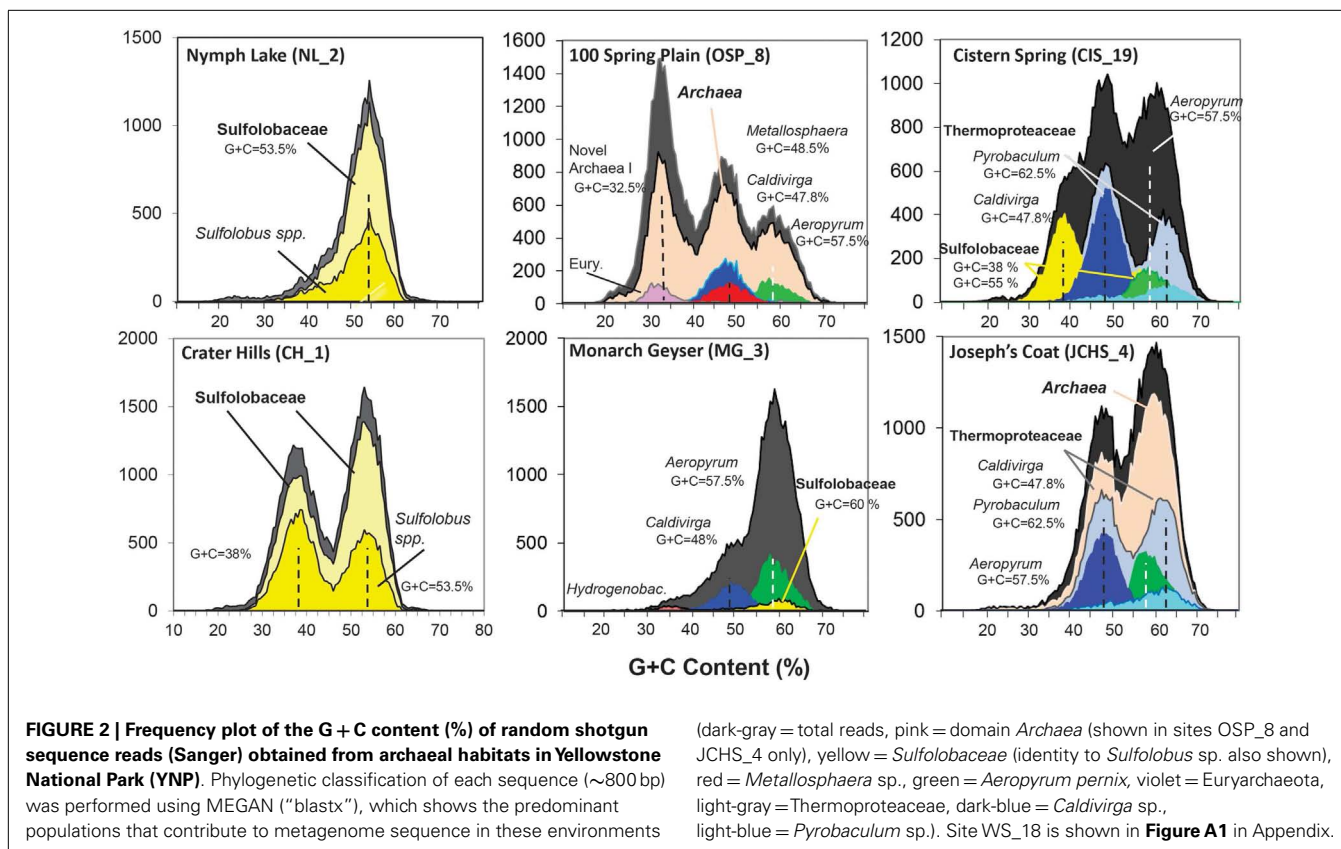 Nymph Lake (NL_2)
1500
1000
500
0
Sulfolobaceae
G+C=53.5%
Sulfolobus spp.
10 20 30 40 50 60 70
100 Spring Plain (OSP_8)
1600
1400
1200
1000
800
600
400
200
0
Archaea
Novel
Archaea I
G+C=32.5%
Metallosphaera
G+C=48.5%
Caldivirga
G+C=47.8%
Aeropyrum
G+C=57.5%
Eury.
20 30 40 50 60 70
Cistern Spring (CIS_19)
1200
1000
800
600
400
200
0
Aeropyrum
G+C=57.5%
Thermoproteaceae
Pyrobaculum
G+C=62.5%
Caldivirga
G+C=47.8%
Sulfolobaceae
G+C=38 %
G+C=55 %
20 30 40 50 60 70
Crater Hills (CH_1)
2000
1500
1000
500
0
Sulfolobaceae
Sulfolobus
spp.
G+C=38%
G+C=53.5%
10 20 30 40 50 60 70 80
Monarch Geyser (MG_3)
2000
1500
1000
500
0
Aeropyrum
G+C=57.5%
Sulfolobaceae
G+C=60 %
Caldivirga
G+C=48%
Hydrogenobac.
20 30 40 50 60 70
Joseph's Coat (JCHS_4)
1500
1000
500
0
Archaea
Thermoproteaceae
Caldivirga
G+C=47.8%
Pyrobaculum
G+C=62.5%
Aeropyrum
G+C=57.5%
20 30 40 50 60 70
G+C Content (%)
FIGURE 2 | Frequency plot of the G + C content (%) of random shotgun
sequence reads (Sanger) obtained from archaeal habitats in Yellowstone
National Park (YNP). Phylogenetic classification of each sequence (∼800 bp)
was performed using MEGAN ("blastx"), which shows the predominant
populations that contribute to metagenome sequence in these environments
(dark-gray = total reads, pink = domain Archaea (shown in sites OSP_8 and
JCHS_4 only), yellow = Sulfolobaceae (identity to Sulfolobus sp. also shown),
red = Metallosphaera sp., green = Aeropyrum pernix, violet = Euryarchaeota,
light-gray = Thermoproteaceae, dark-blue = Caldivirga sp.,
light-blue = Pyrobaculum sp.). Site WS_18 is shown in Figure A1 in Appendix.